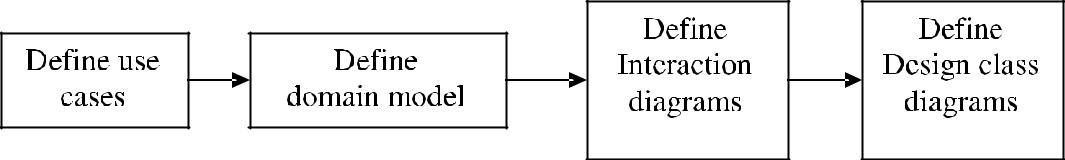 Define use
cases
Define
domain model
Define
Interaction
diagrams
Define
Design class
diagrams